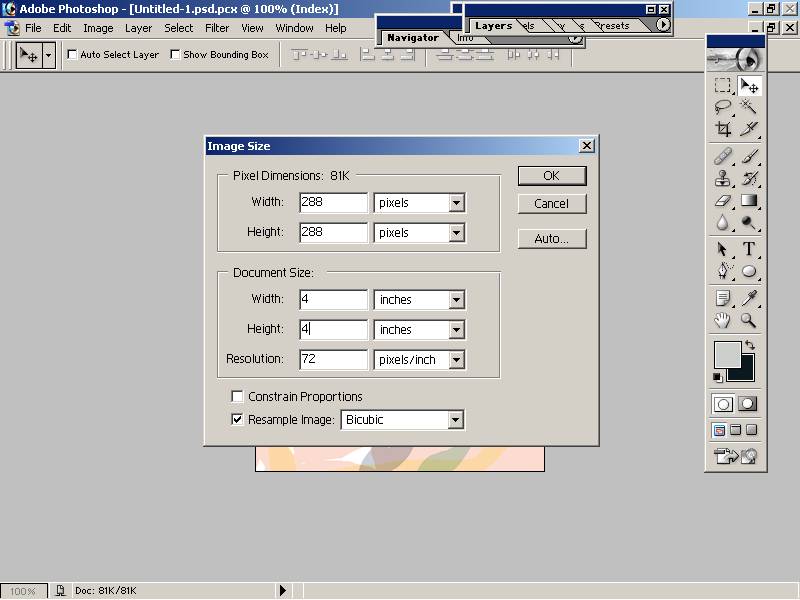 Adobe Photoshop - [Untitled-1.psd.pcx @ 100% (Index)]
File Edit Image Layer Select Filter View Window Help
Layers els y s Presets
Navigator Info
Auto Select Layer Show Bounding Box
Image Size
Pixel Dimensions: 81K
Width: 288 pixels
Height: 288 pixels
Document Size:
Width: 4 inches
Height: 4 inches
Resolution: 72 pixels/inch
Constrain Proportions
Resample Image: Bicubic
OK
Cancel
Auto...
T
100% Doc: 81K/81K